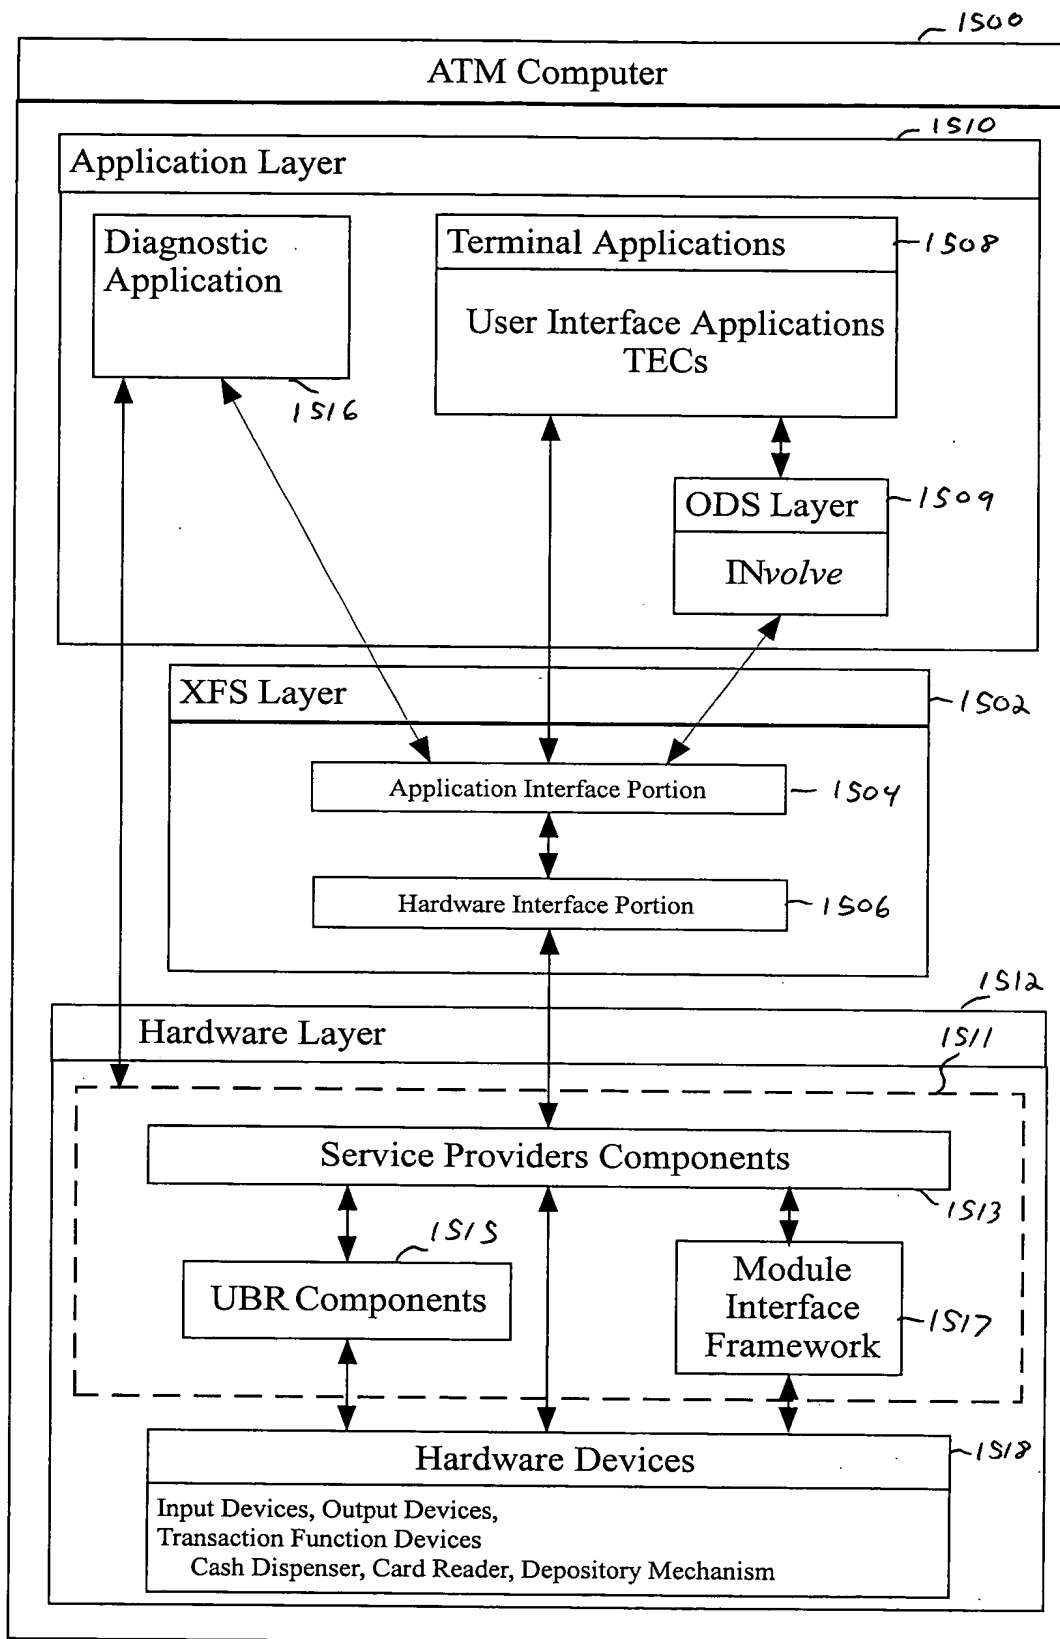 1500
ATM Computer
1510
Application Layer
Diagnostic
Application
1516
Terminal Applications
1508
User Interface Applications
TECs
ODS Layer
1509
INvolve
XFS Layer
1502
Application Interface Portion
1504
Hardware Interface Portion
1506
1512
Hardware Layer
1511
Service Providers Components
1513
1515
UBR Components
Module
Interface
Framework
1517
Hardware Devices
1518
Input Devices, Output Devices,
Transaction Function Devices
Cash Dispenser, Card Reader, Depository Mechanism